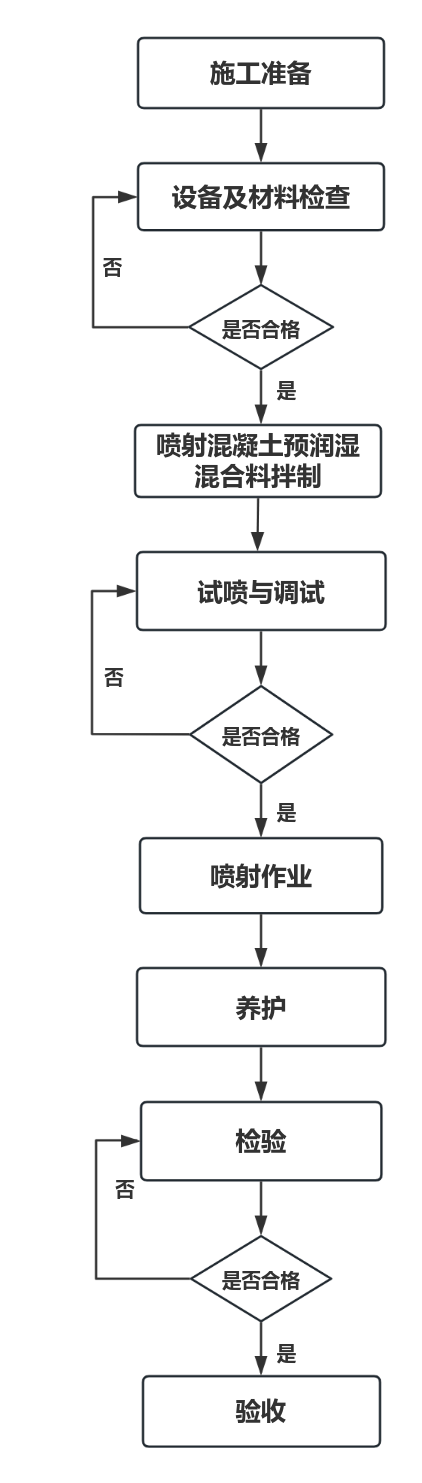 施工准备
设备及材料检查
否
是否合格
是
喷射混凝土预润湿
混合料拌制
试喷与调试
否
是否合格
是
喷射作业
养护
检验
否
是否合格
是
验收